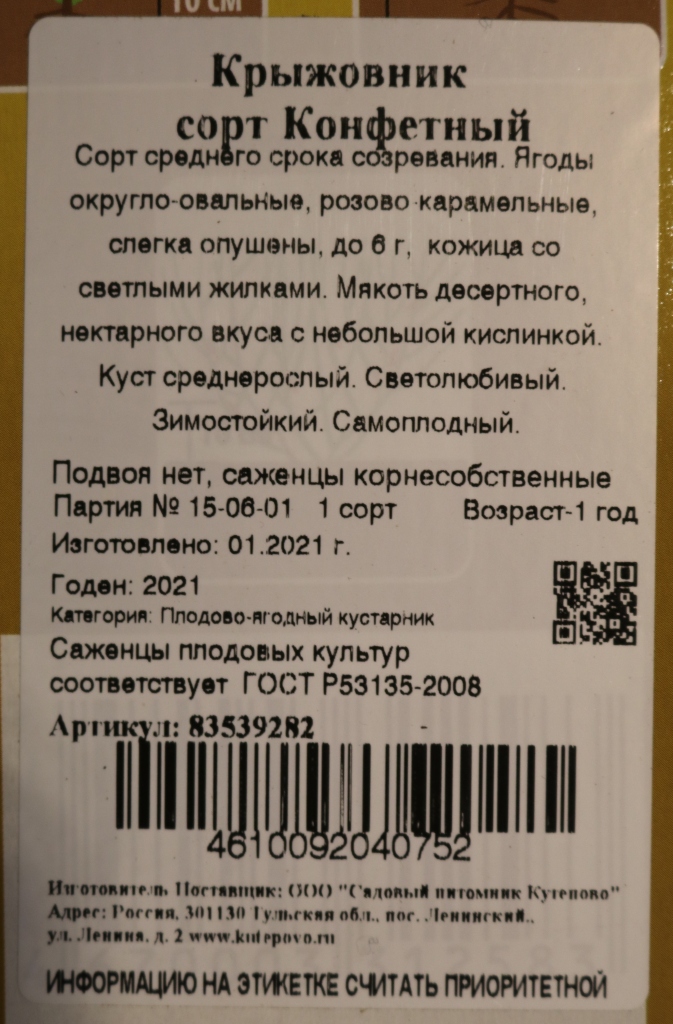 10 см
Крыжовник
сорт Конфетный
Сорт среднего срока созревания. Ягоды
округло-овальные, розово-карамельные,
слегка опушены, до 6 г, кожица со
светлыми жилками. Мякоть десертного,
нектарного вкуса с небольшой кислинкой.
Куст среднерослый. Светолюбивый.
Зимостойкий. Самоплодный.
Подвоя нет, саженцы корнесобственные
Партия № 15-06-01 1 сорт Возраст-1 год
Изготовлено: 01.2021 г.
Годен: 2021
Категория: Плодово-ягодный кустарник
Саженцы плодовых культур
соответствует ГОСТ Р53135-2008
Артикул: 83539282 -
4610092040752
Изготовитель Поставщик: ООО "Садовый питомник Кутепово"
Адрес: Россия, 301130 Тульская обл., пос. Ленинский.,
ул. Ленина, д. 2 www.kutepovo.ru
ИНФОРМАЦИЮ НА ЭТИКЕТКЕ СЧИТАТЬ ПРИОРИТЕТНОЙ